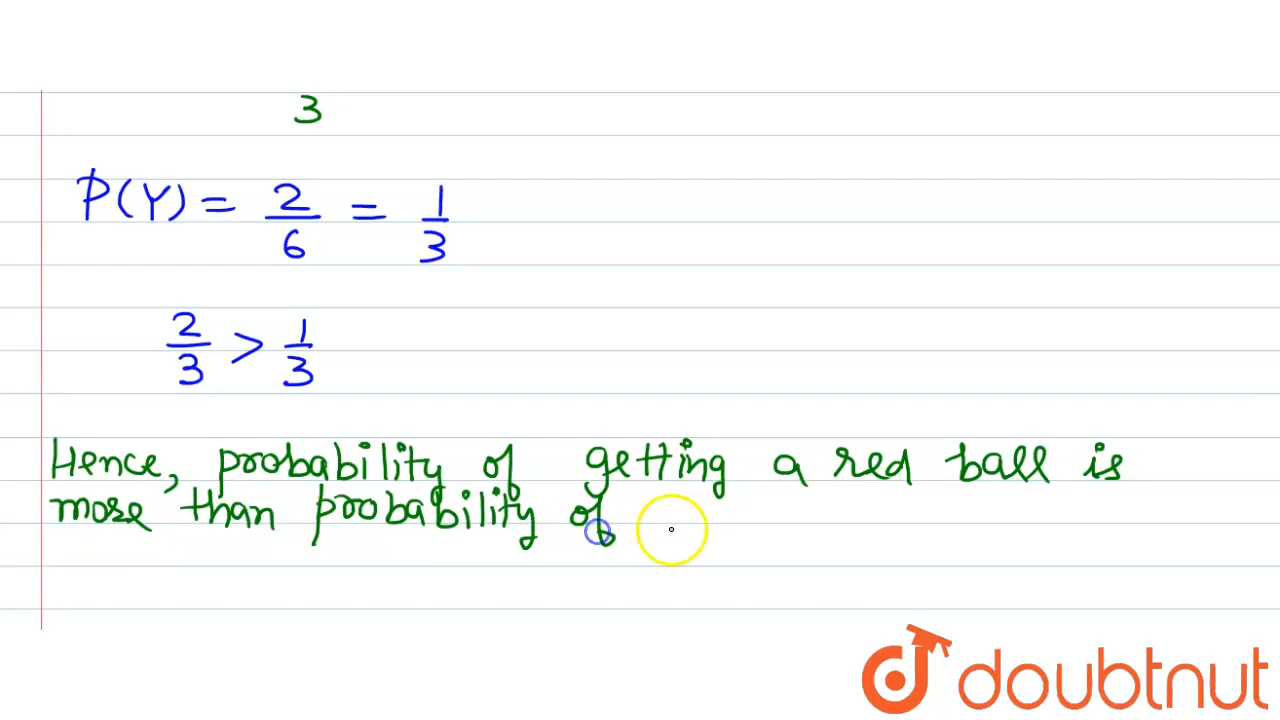 3
P(Y) = 2/6 = 1/3
2/3 > 1/3
Hence, probability of getting a red ball is
more than probability of
doubtnut